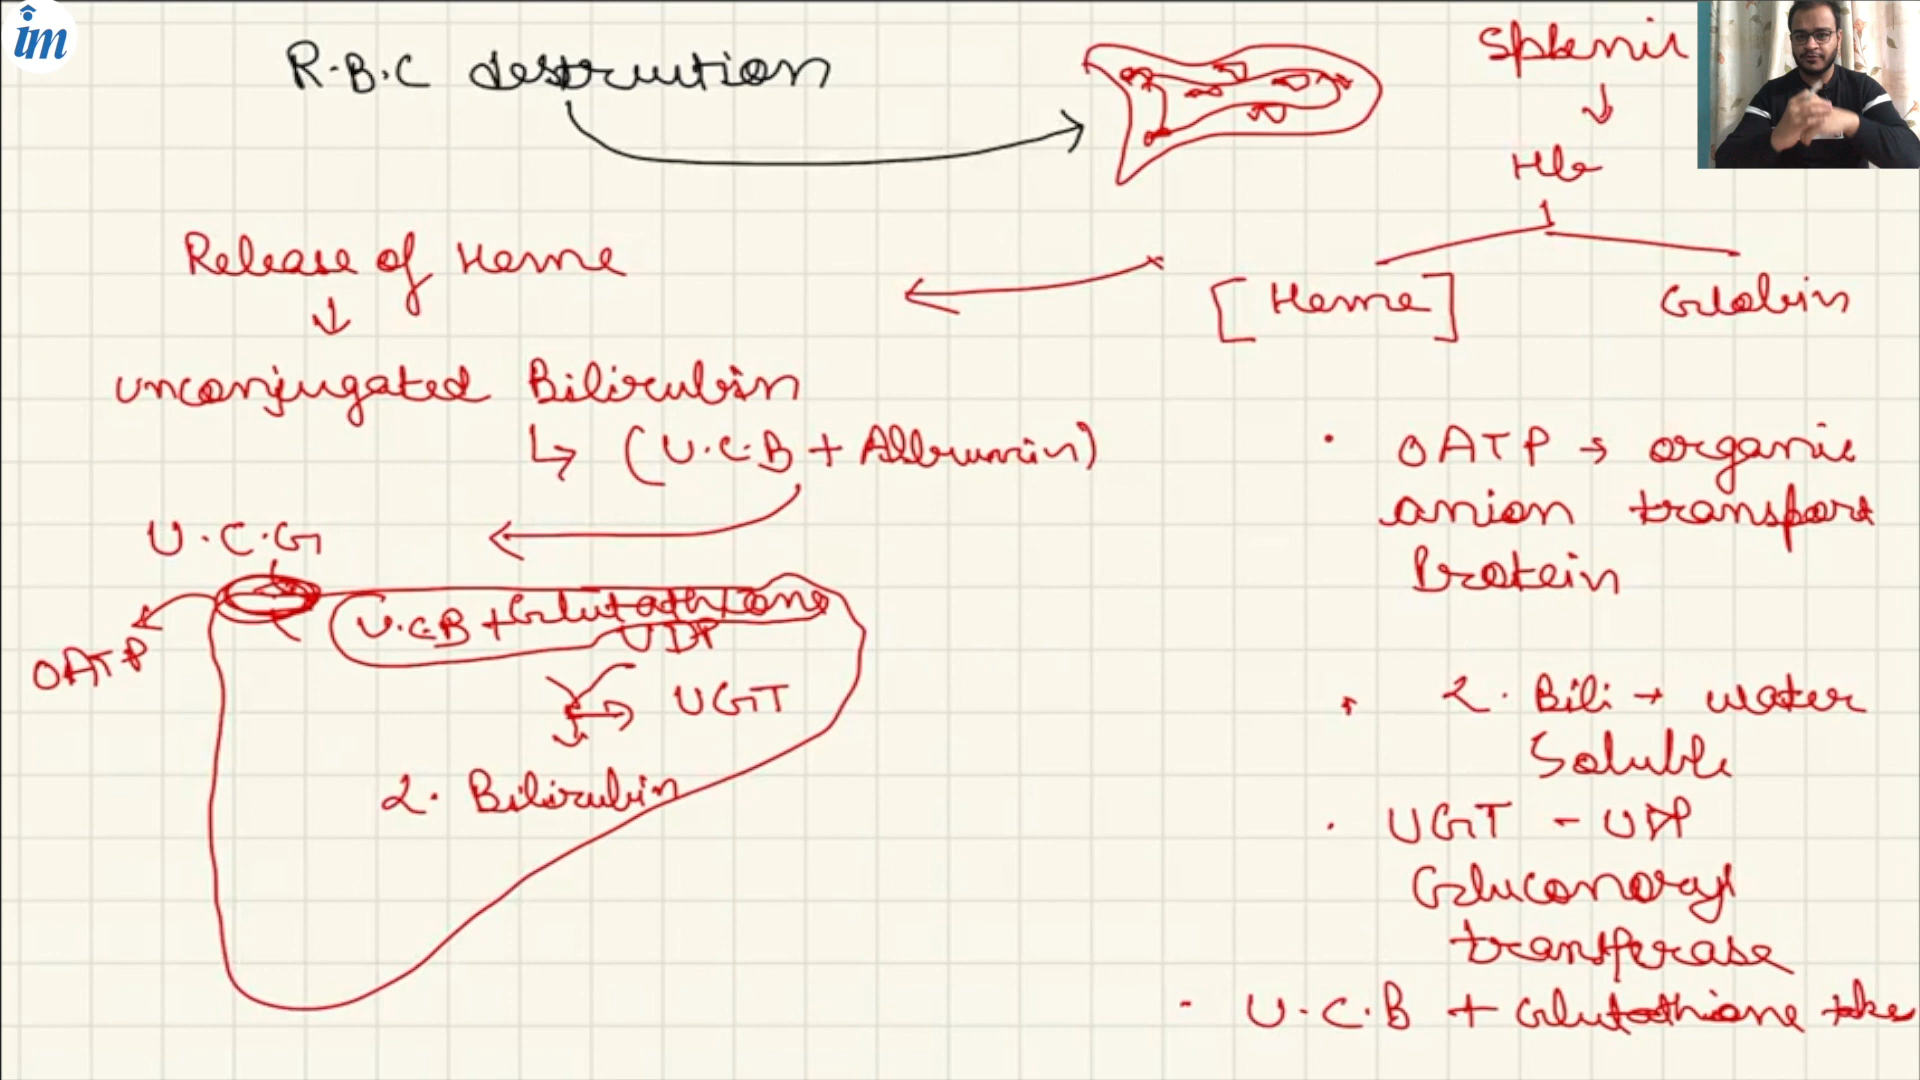 im
R.B.C destruction
Splenic
Hb
[Heme]
Globin
Release of Heme
unconjugated Bilirubin
(U.C.B + Albumin)
U.C.G
OATP
U.C.B + Glutathione
UDP
UGT
2. Bilirubin
. OATP → organic
anion transport
Protein
2. Bili → water
Soluble
. UGT - UDP
Gluconoryl
transferase
- U.C.B + Glutathione